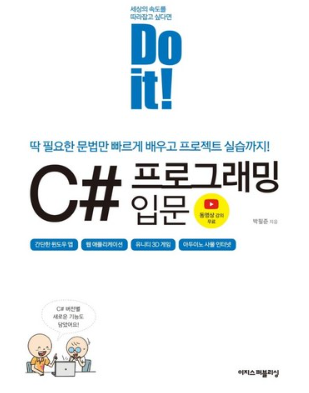 세상의 속도를
따라잡고 싶다면
Do
it!
딱 필요한 문법만 빠르게 배우고 프로젝트 실습까지!
C# 프로그래밍
입문
동영상 강의
무료
박필준 지음
간단한 윈도우 앱 웹 애플리케이션 유니티 3D 게임 아두이노 사물 인터넷
C# 버전별
새로운 기능도
담았어요!
이지스퍼블리싱